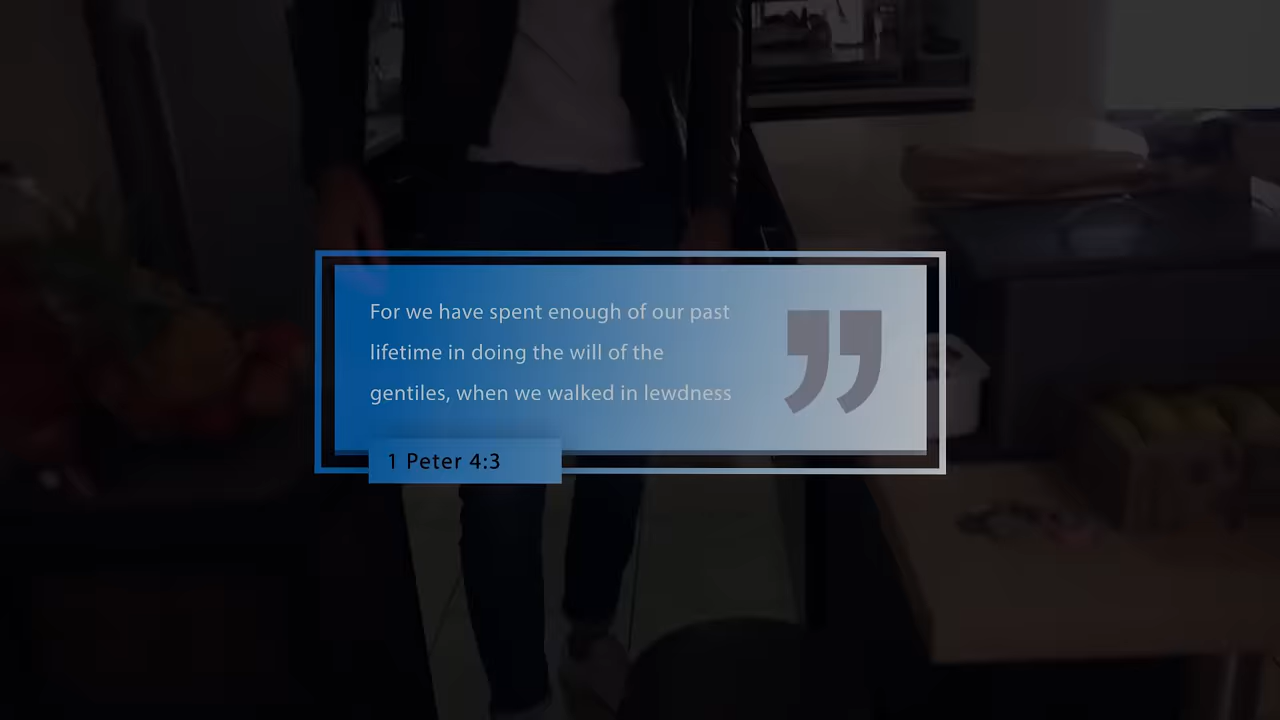 For we have spent enough of our past
lifetime in doing the will of the
gentiles, when we walked in lewdness
1 Peter 4:3